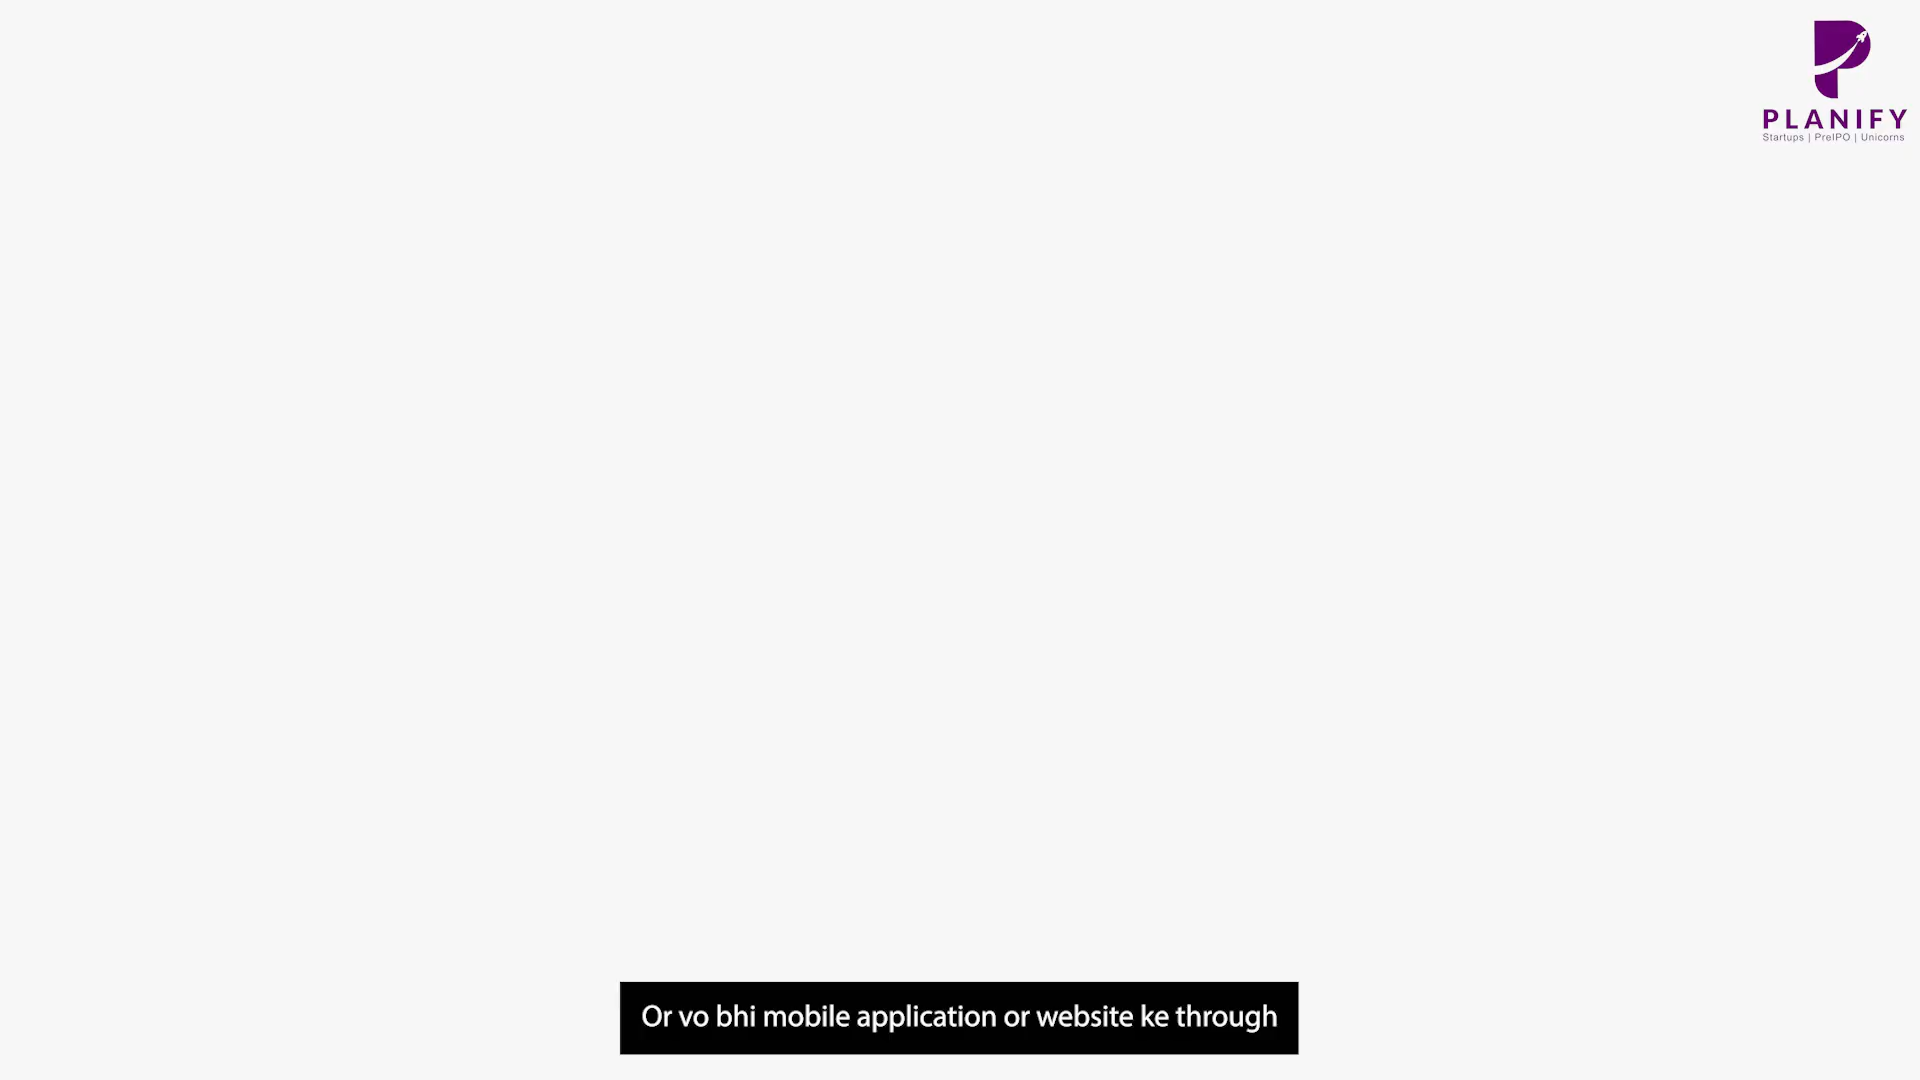 PLANIFY
Startups | PreIPO | Unicorns
Or vo bhi mobile application or website ke through